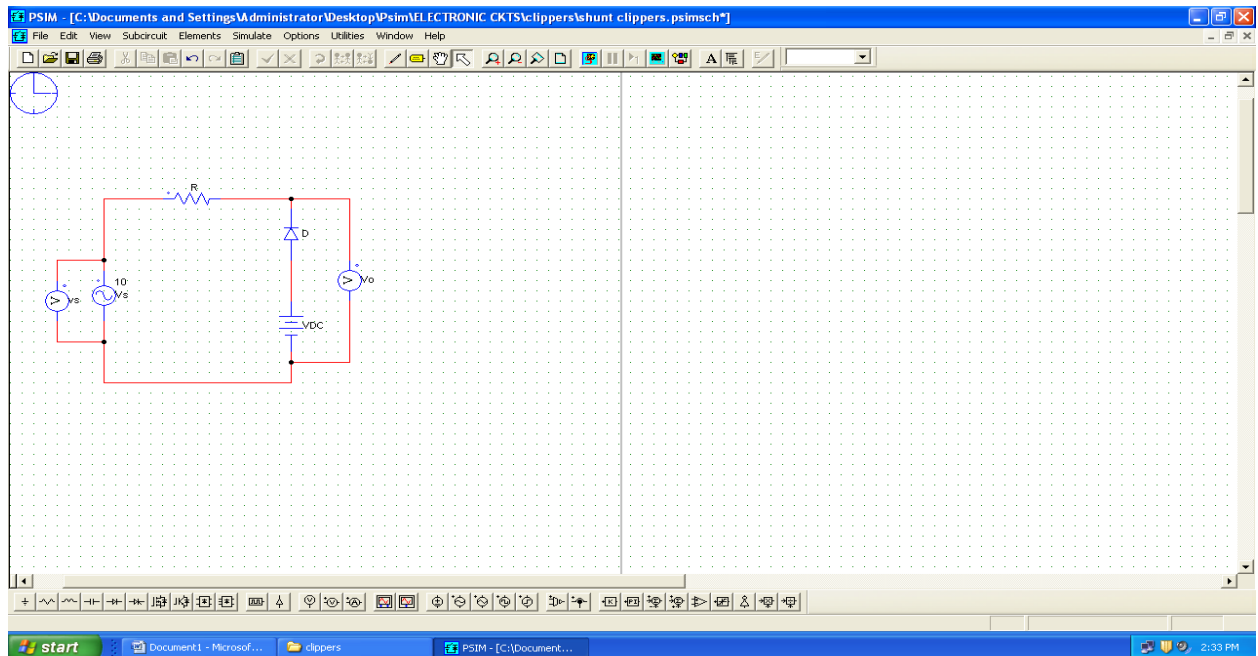 PSIM - [C:\Documents and Settings\Administrator\Desktop\Psim\ELECTRONIC CKTS\clippers\shunt clippers.psimsch*]
File Edit View Subcircuit Elements Simulate Options Utilities Window Help
R
D
10
Vs
vs
Vo
VDC
start
Document1 - Microsof...
clippers
PSIM - [C:\Document...
2:33 PM